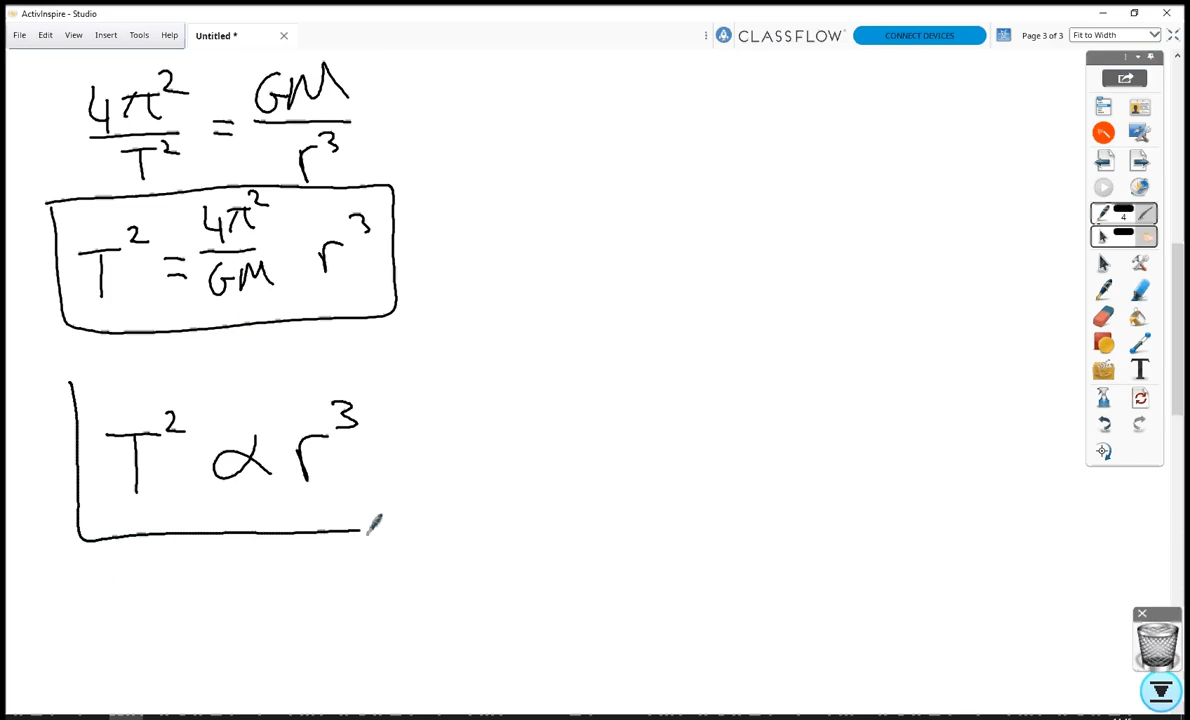 ActivInspire - Studio
File Edit View Insert Tools Help Untitled * CLASSFLOW CONNECT DEVICES Page 3 of 3 Fit to Width
4π² / T² = GM / r³
T² = 4π² / GM r³
T² ∝ r³
4
T